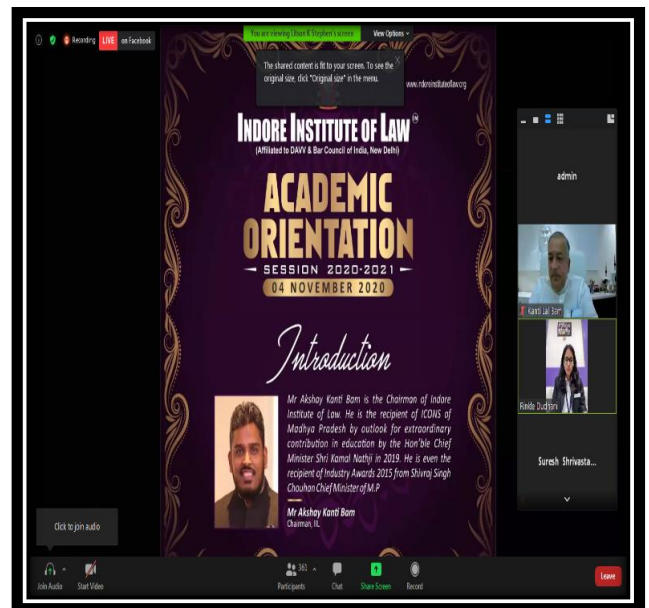 Recording
LIVE on Facebook
You are viewing Libson K Stephen's screen
View Options
The shared content is fit to your screen. To see the
original size, click "Original size" in the menu.
www.indoreinstituteoflaw.org
INDORE INSTITUTE OF LAW
(Affiliated to DAVV & Bar Council of India, New Delhi)
ACADEMIC
ORIENTATION
SESSION 2020-2021
04 NOVEMBER 2020
Introduction
Mr Akshay Kanti Bam is the Chairman of Indore
Institute of Law. He is the recipient of ICONS of
Madhya Pradesh by outlook for extraordinary
contribution in education by the Hon'ble Chief
Minister Shri Kamal Nathji in 2019. He is even the
recipient of Industry Awards 2015 from Shivraj Singh
Chouhan Chief Minister of M.P
Mr Akshay Kanti Bam
Chairman, IIL
admin
Kanti Lal Bam
Rinkle Dudhani
Suresh Shrivasta...
Click to join audio
Join Audio
Start Video
361
Participants
Chat
Share Screen
Record
Leave